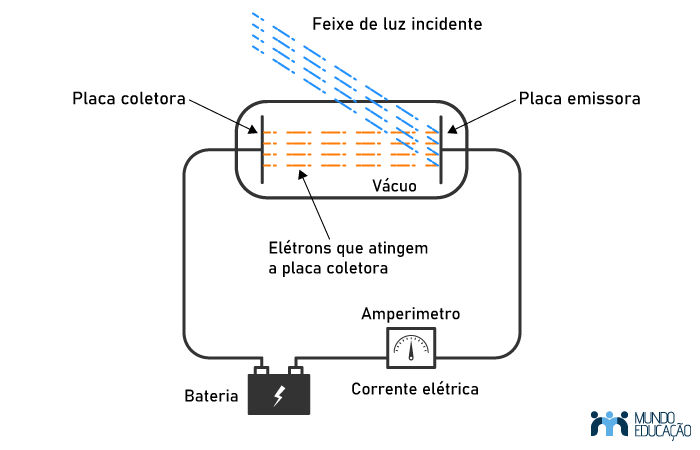 Feixe de luz incidente
Placa coletora
Placa emissora
Vácuo
Elétrons que atingem
a placa coletora
Amperimetro
Bateria
Corrente elétrica
MUNDO
EDUCAÇÃO